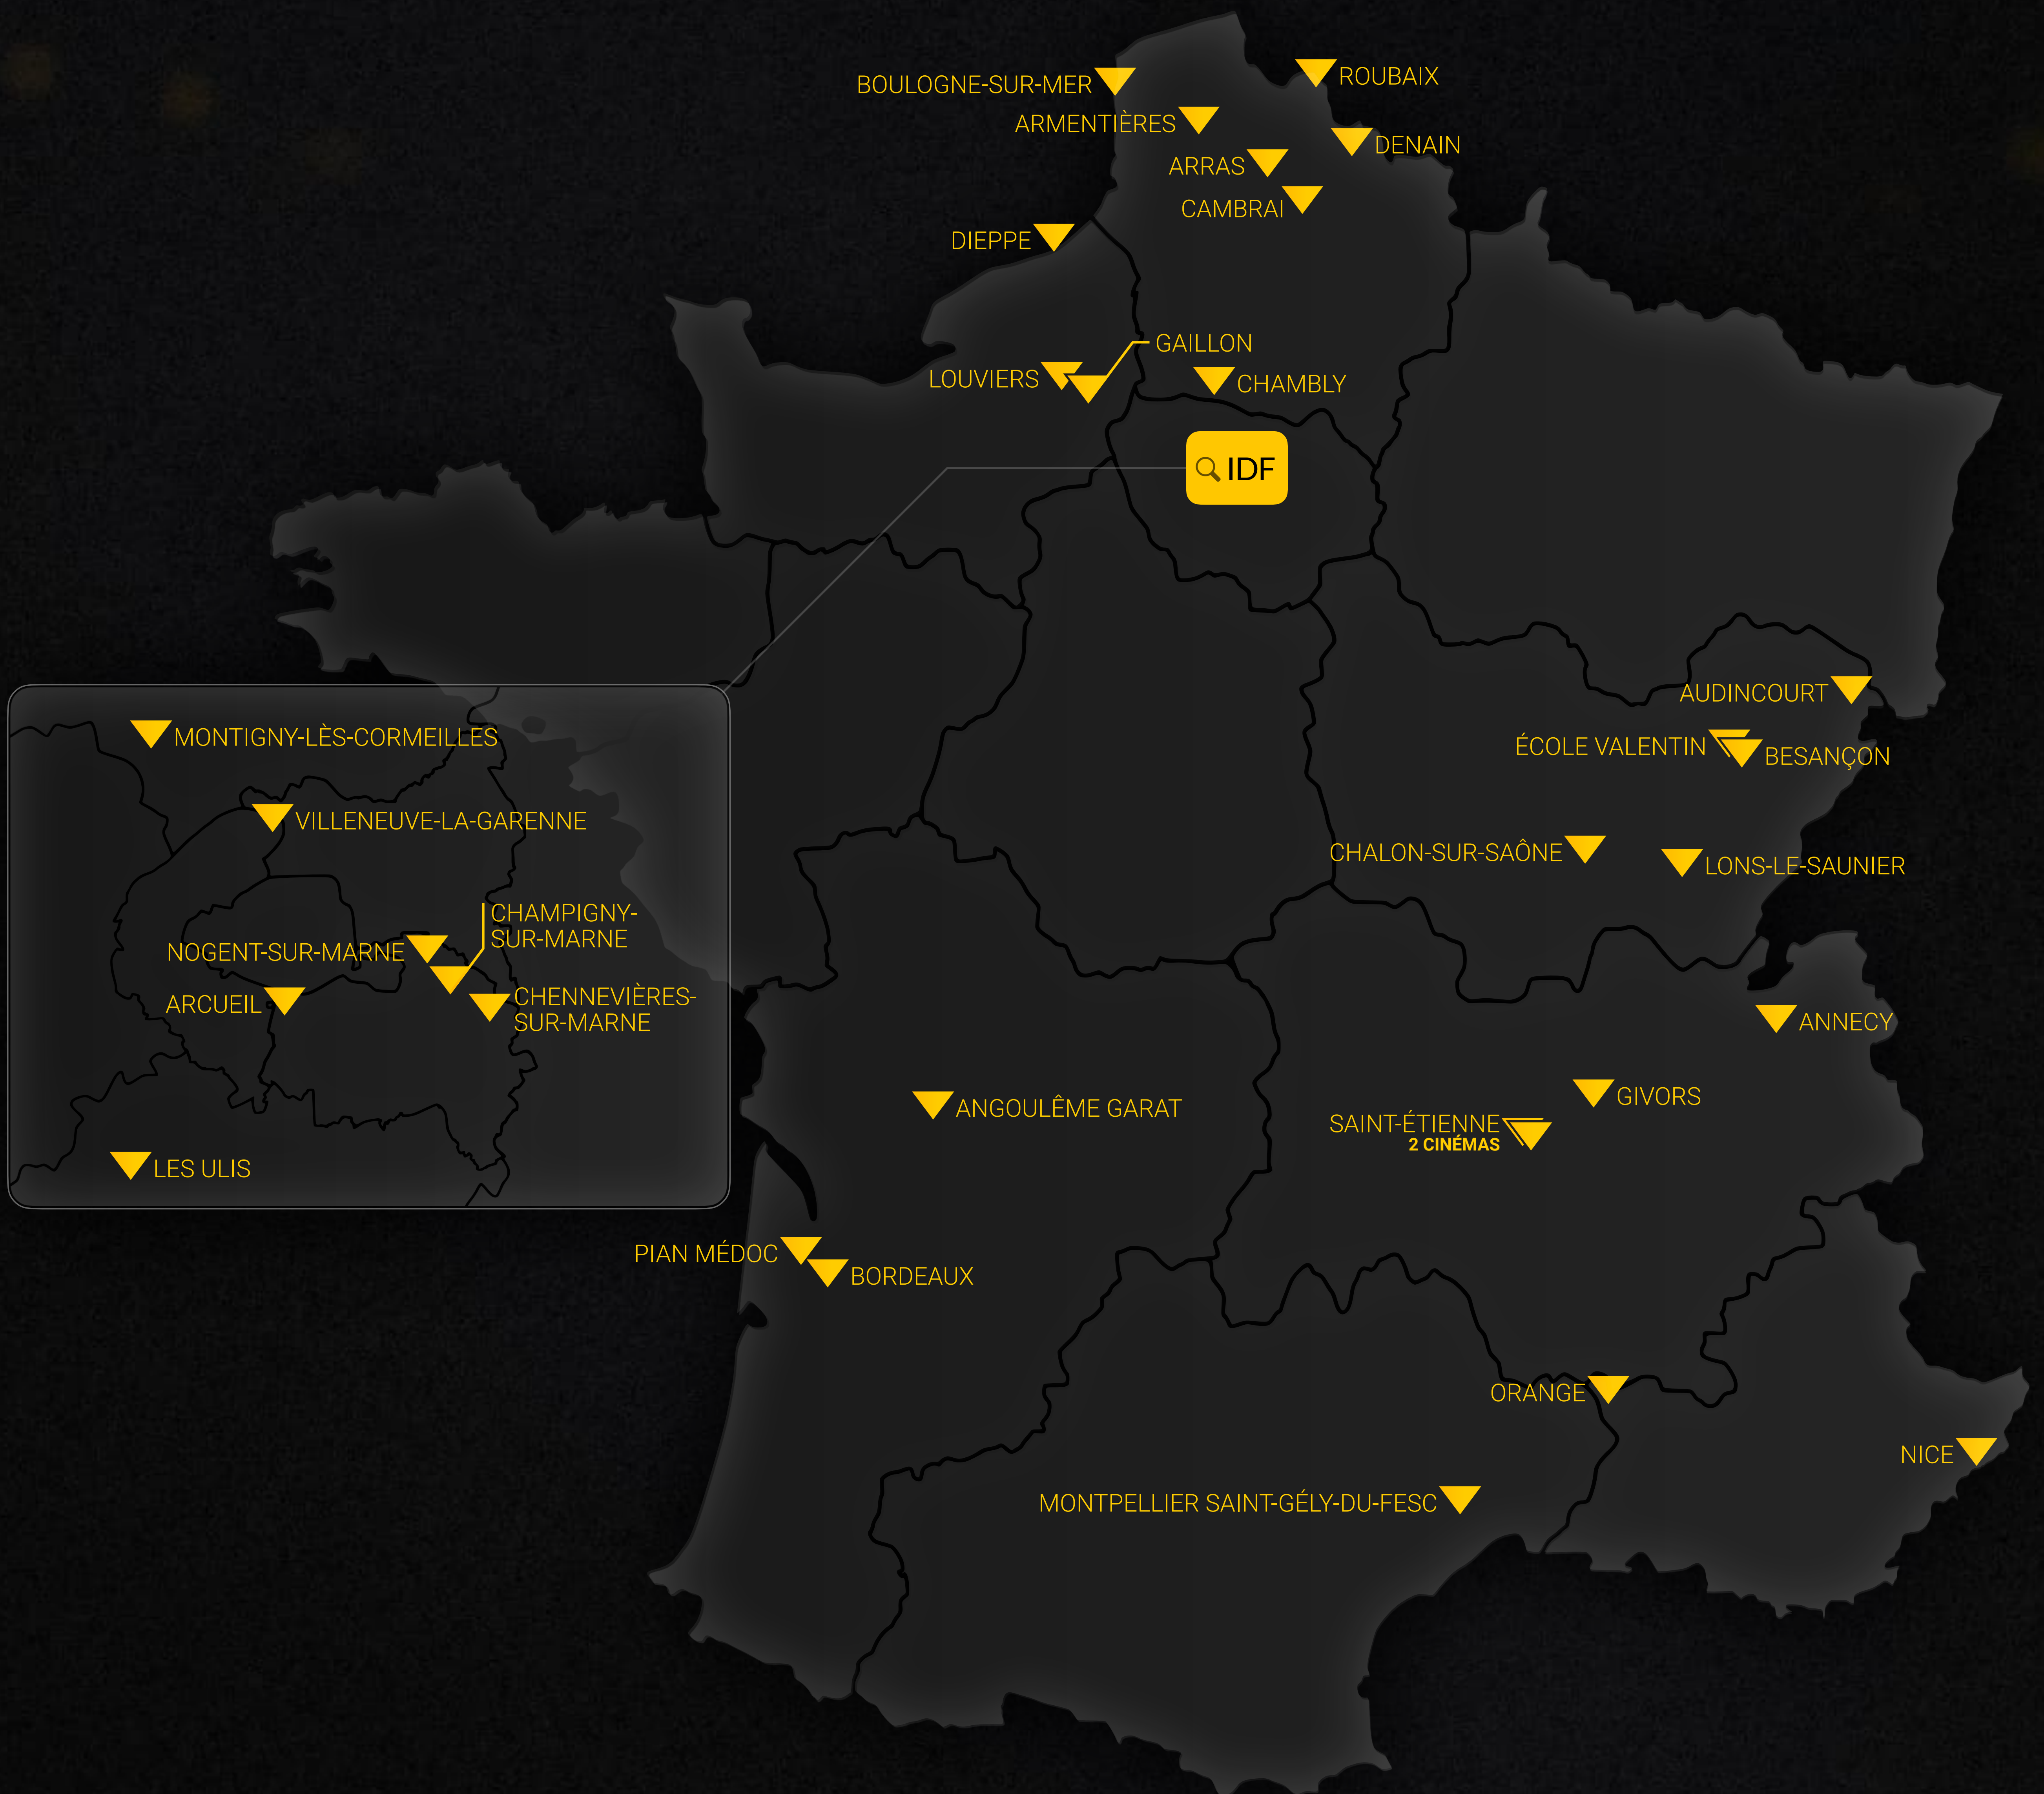 BOULOGNE-SUR-MER
ROUBAIX
ARMENTIÈRES
DENAIN
ARRAS
CAMBRAI
DIEPPE
GAILLON
LOUVIERS
CHAMBLY
IDF
AUDINCOURT
MONTIGNY-LÈS-CORMEILLES
ÉCOLE VALENTIN
BESANÇON
VILLENEUVE-LA-GARENNE
CHALON-SUR-SAÔNE
LONS-LE-SAUNIER
CHAMPIGNY-
SUR-MARNE
NOGENT-SUR-MARNE
ARCUEIL
CHENNEVIÈRES-
SUR-MARNE
ANNECY
GIVORS
ANGOULÊME GARAT
SAINT-ÉTIENNE
2 CINÉMAS
LES ULIS
PIAN MÉDOC
BORDEAUX
ORANGE
NICE
MONTPELLIER SAINT-GÉLY-DU-FESC